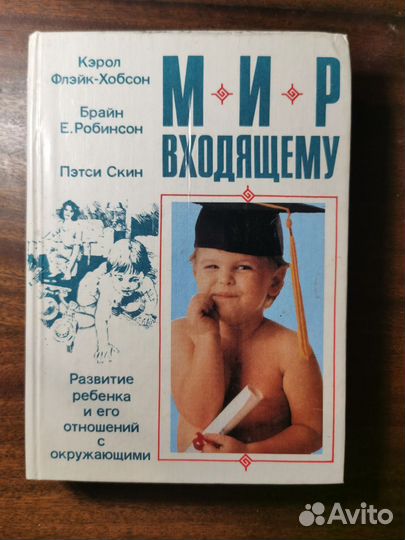 Кэрол
Флэйк-Хобсон
Брайн
Е. Робинсон
Пэтси Скин
М•И•Р
ВХОДЯЩЕМУ
Развитие
ребенка
и его
отношений
с
окружающими
Avito